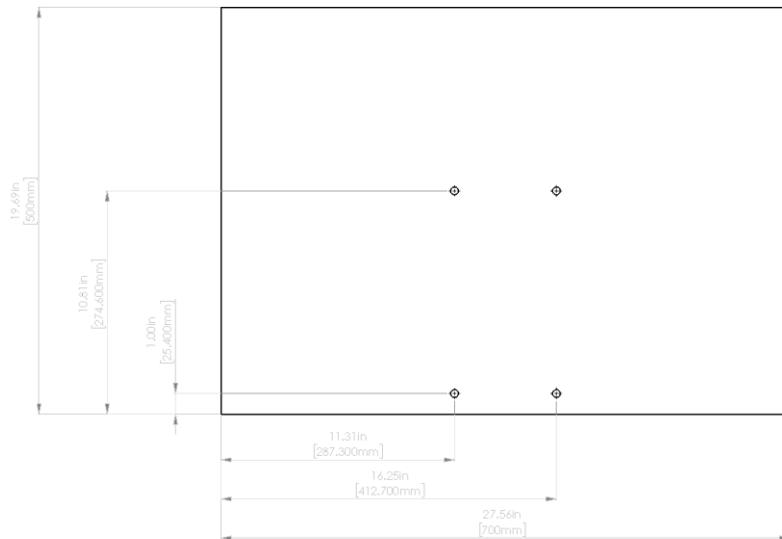 19.69in
[500mm]
10.81in
[274.600mm]
1.00in
[25.400mm]
11.31in
[287.300mm]
16.25in
[412.700mm]
27.56in
[700mm]